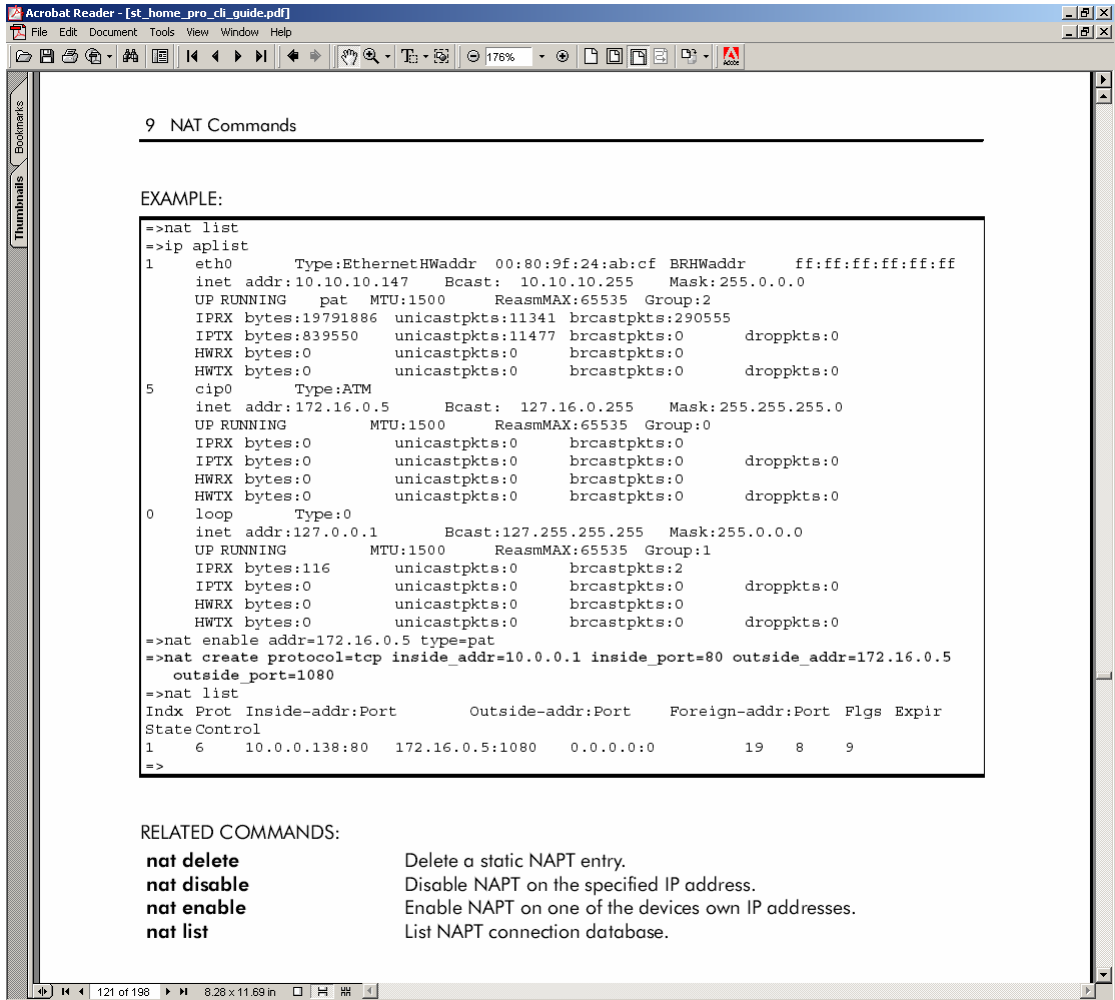 Acrobat Reader - [st_home_pro_cli_guide.pdf]
File Edit Document Tools View Window Help
176%
Adobe
Bookmarks
Thumbnails
9 NAT Commands
EXAMPLE:
=>nat list
=>ip aplist
1 eth0 Type:EthernetHWaddr 00:80:9f:24:ab:cf BRHWaddr ff:ff:ff:ff:ff:ff
inet addr:10.10.10.147 Bcast: 10.10.10.255 Mask:255.0.0.0
UP RUNNING pat MTU:1500 ReasmMAX:65535 Group:2
IPRX bytes:19791886 unicastpkts:11341 brcastpkts:290555
IPTX bytes:839550 unicastpkts:11477 brcastpkts:0 droppkts:0
HWRX bytes:0 unicastpkts:0 brcastpkts:0
HWTX bytes:0 unicastpkts:0 brcastpkts:0 droppkts:0
5 cip0 Type:ATM
inet addr:172.16.0.5 Bcast: 127.16.0.255 Mask:255.255.255.0
UP RUNNING MTU:1500 ReasmMAX:65535 Group:0
IPRX bytes:0 unicastpkts:0 brcastpkts:0
IPTX bytes:0 unicastpkts:0 brcastpkts:0 droppkts:0
HWRX bytes:0 unicastpkts:0 brcastpkts:0
HWTX bytes:0 unicastpkts:0 brcastpkts:0 droppkts:0
0 loop Type:0
inet addr:127.0.0.1 Bcast:127.255.255.255 Mask:255.0.0.0
UP RUNNING MTU:1500 ReasmMAX:65535 Group:1
IPRX bytes:116 unicastpkts:0 brcastpkts:2
IPTX bytes:0 unicastpkts:0 brcastpkts:0 droppkts:0
HWRX bytes:0 unicastpkts:0 brcastpkts:0
HWTX bytes:0 unicastpkts:0 brcastpkts:0 droppkts:0
=>nat enable addr=172.16.0.5 type=pat
=>nat create protocol=tcp inside_addr=10.0.0.1 inside_port=80 outside_addr=172.16.0.5
outside_port=1080
=>nat list
Indx Prot Inside-addr:Port Outside-addr:Port Foreign-addr:Port Flgs Expir
State Control
1 6 10.0.0.138:80 172.16.0.5:1080 0.0.0.0:0 19 8 9
=>
RELATED COMMANDS:
nat delete Delete a static NAPT entry.
nat disable Disable NAPT on the specified IP address.
nat enable Enable NAPT on one of the devices own IP addresses.
nat list List NAPT connection database.
121 of 198 8.28 x 11.69 in